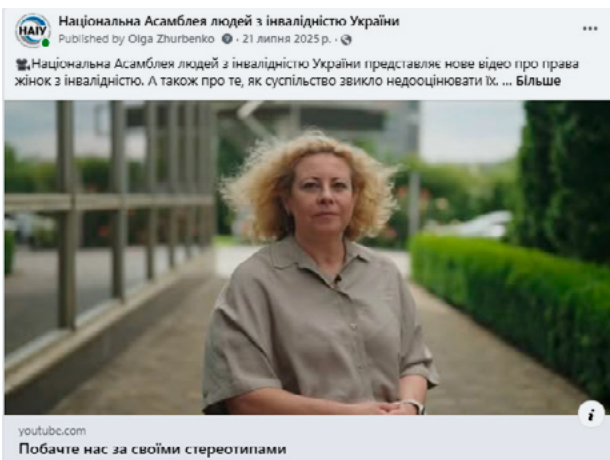 НАІУ
Національна Асамблея людей з інвалідністю України
Published by Olga Zhurbenko · 21 липня 2025 р. ·
Національна Асамблея людей з інвалідністю України представляє нове відео про права
жінок з інвалідністю. А також про те, як суспільство звикло недооцінювати їх. ... Більше
youtube.com
Побачте нас за своїми стереотипами